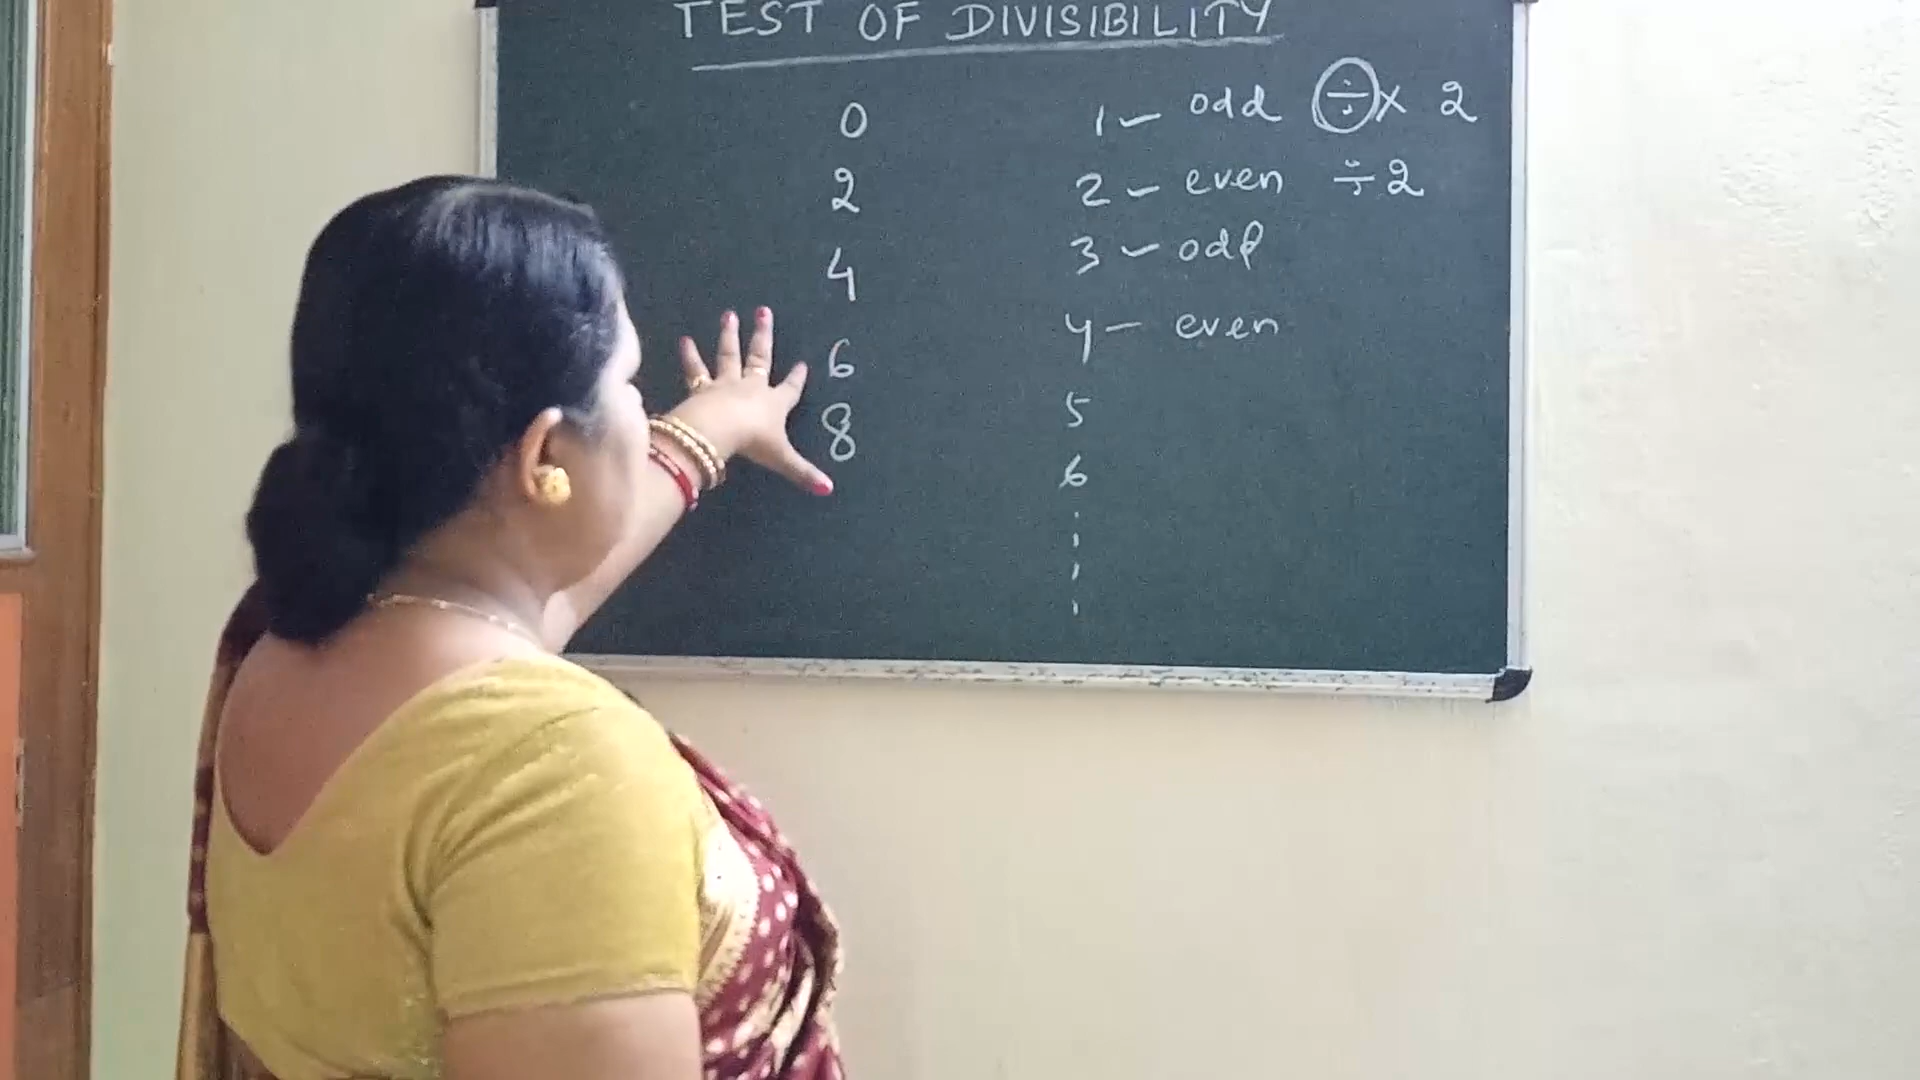 TEST OF DIVISIBILITY
0
2
4
6
8
1 - odd ÷ x 2
2 - even ÷ 2
3 - odd
4 - even
5
6